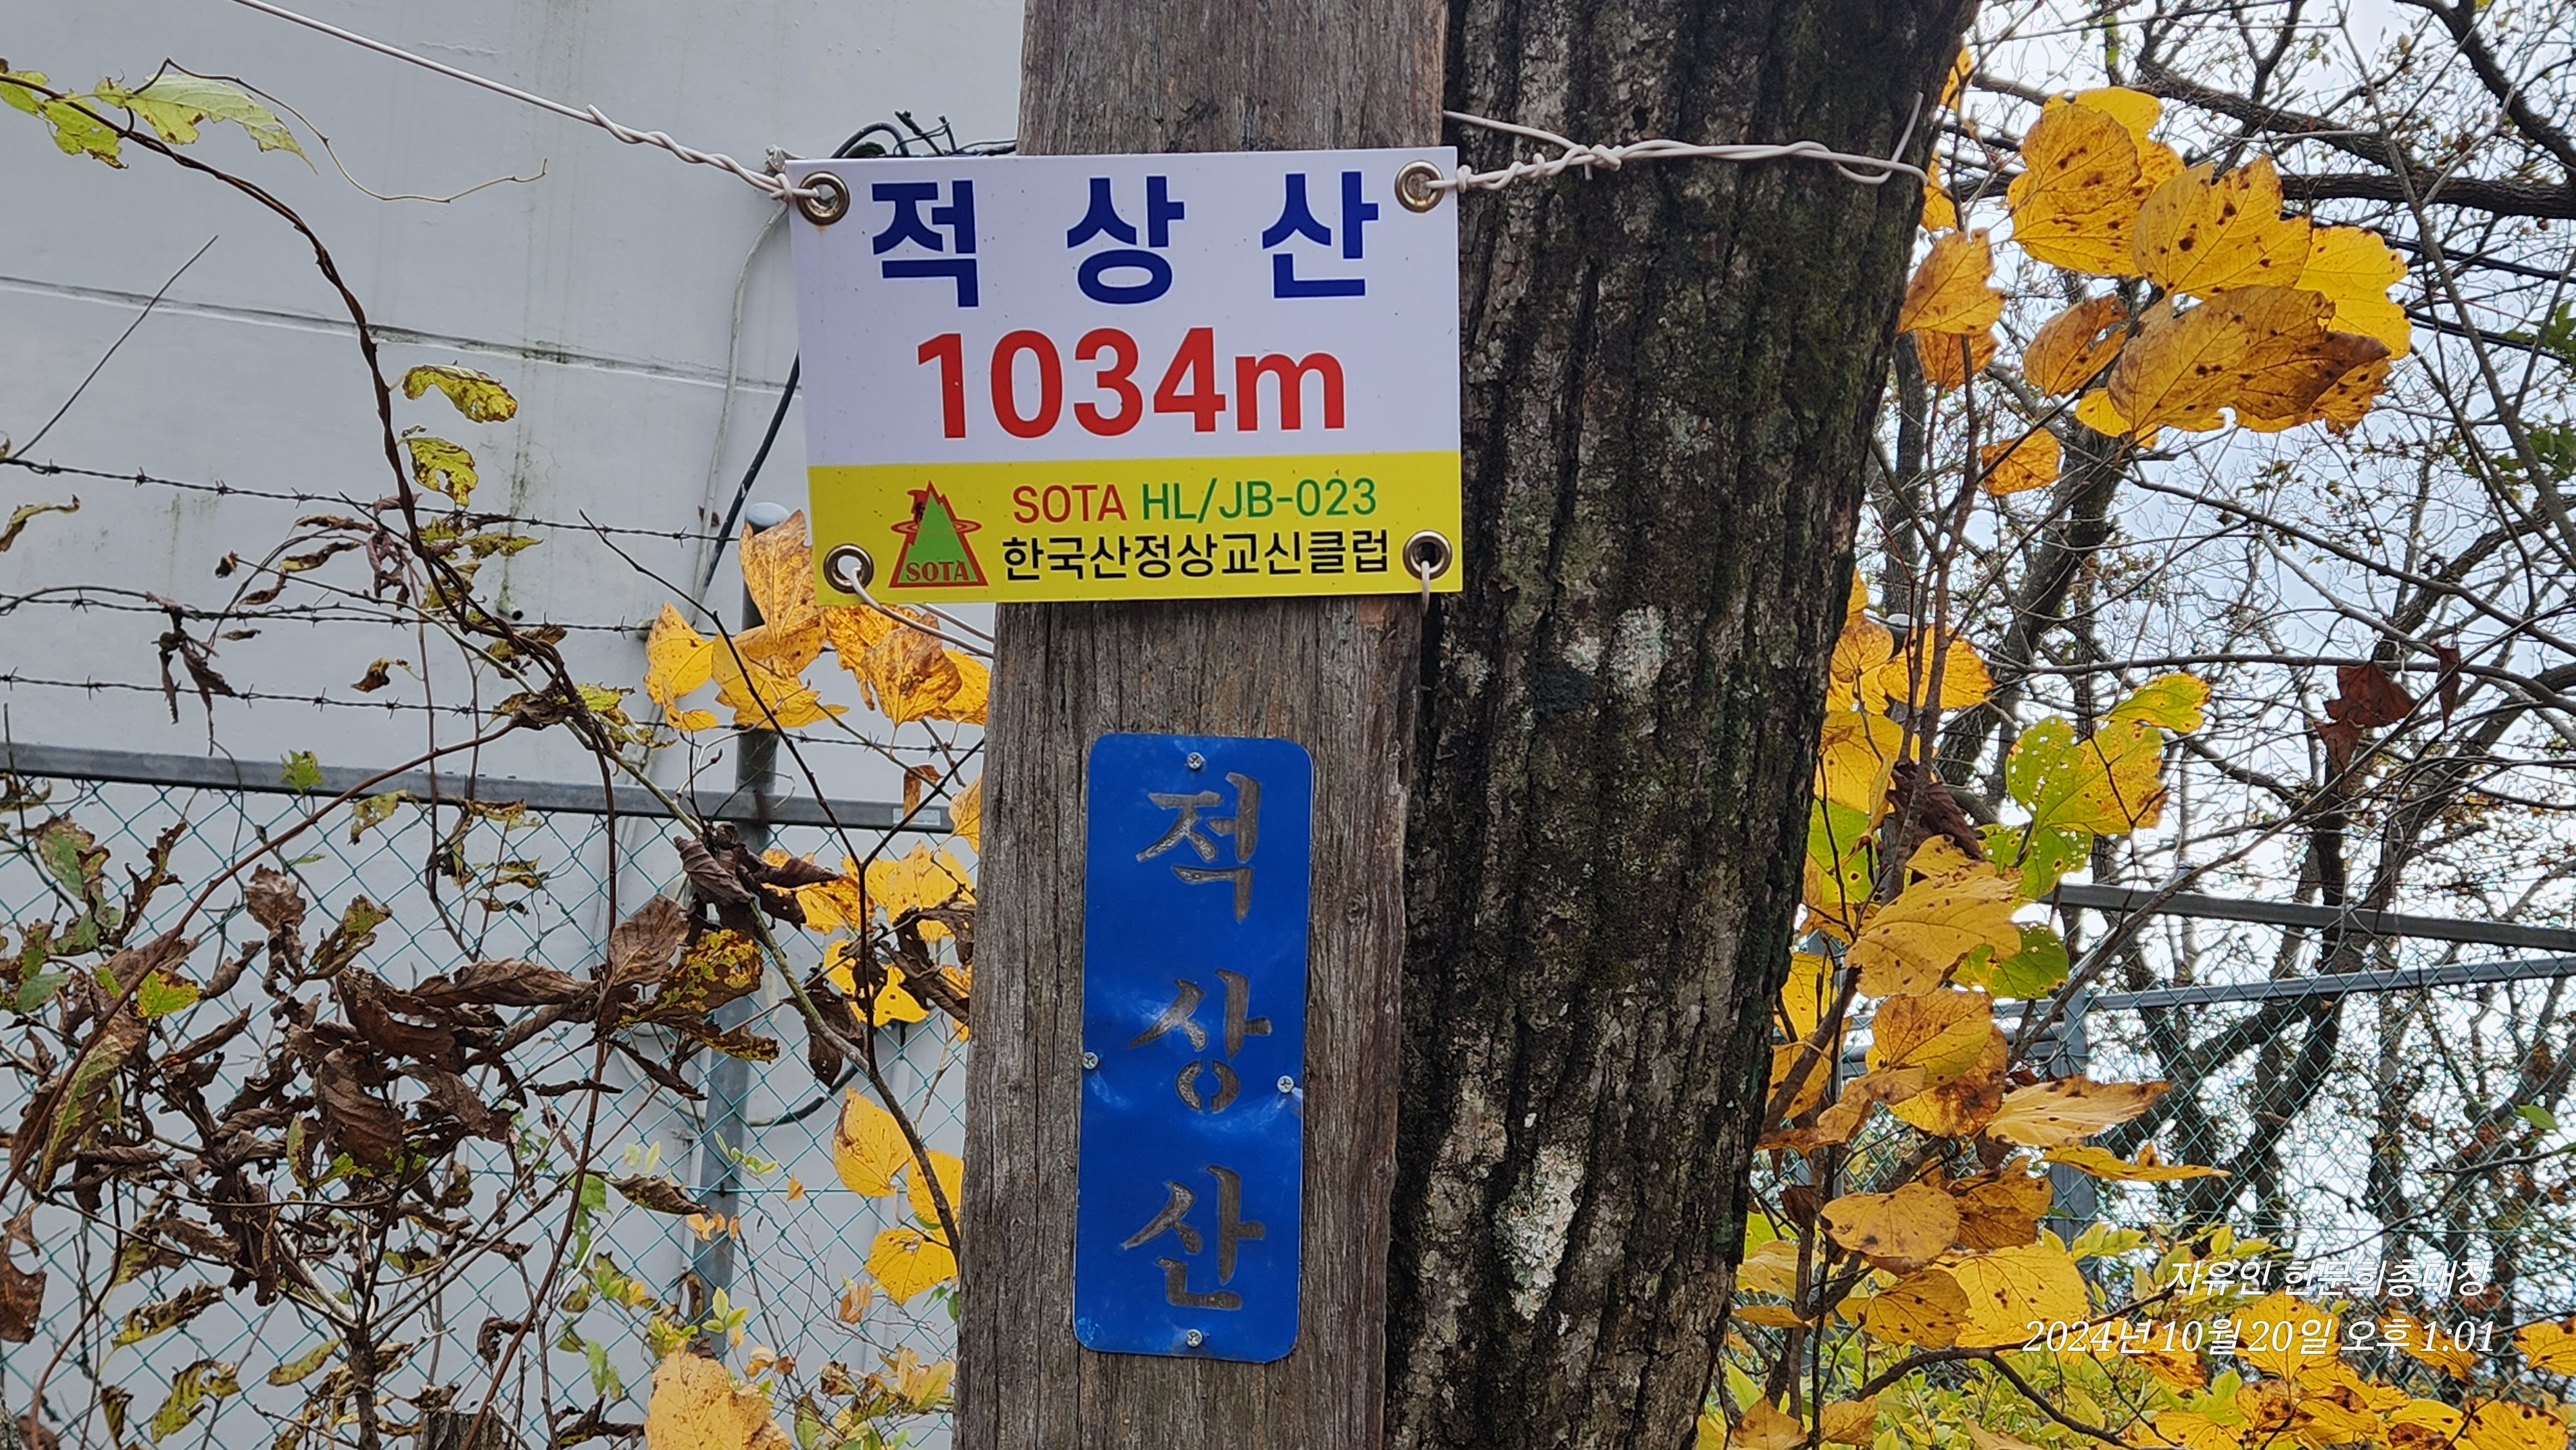 적 상 산
1034m
SOTA HL/JB-023
SOTA 한국산정상교신클럽
적
상
산
자유인 한문희총대장
2024년 10월 20일 오후 1:01